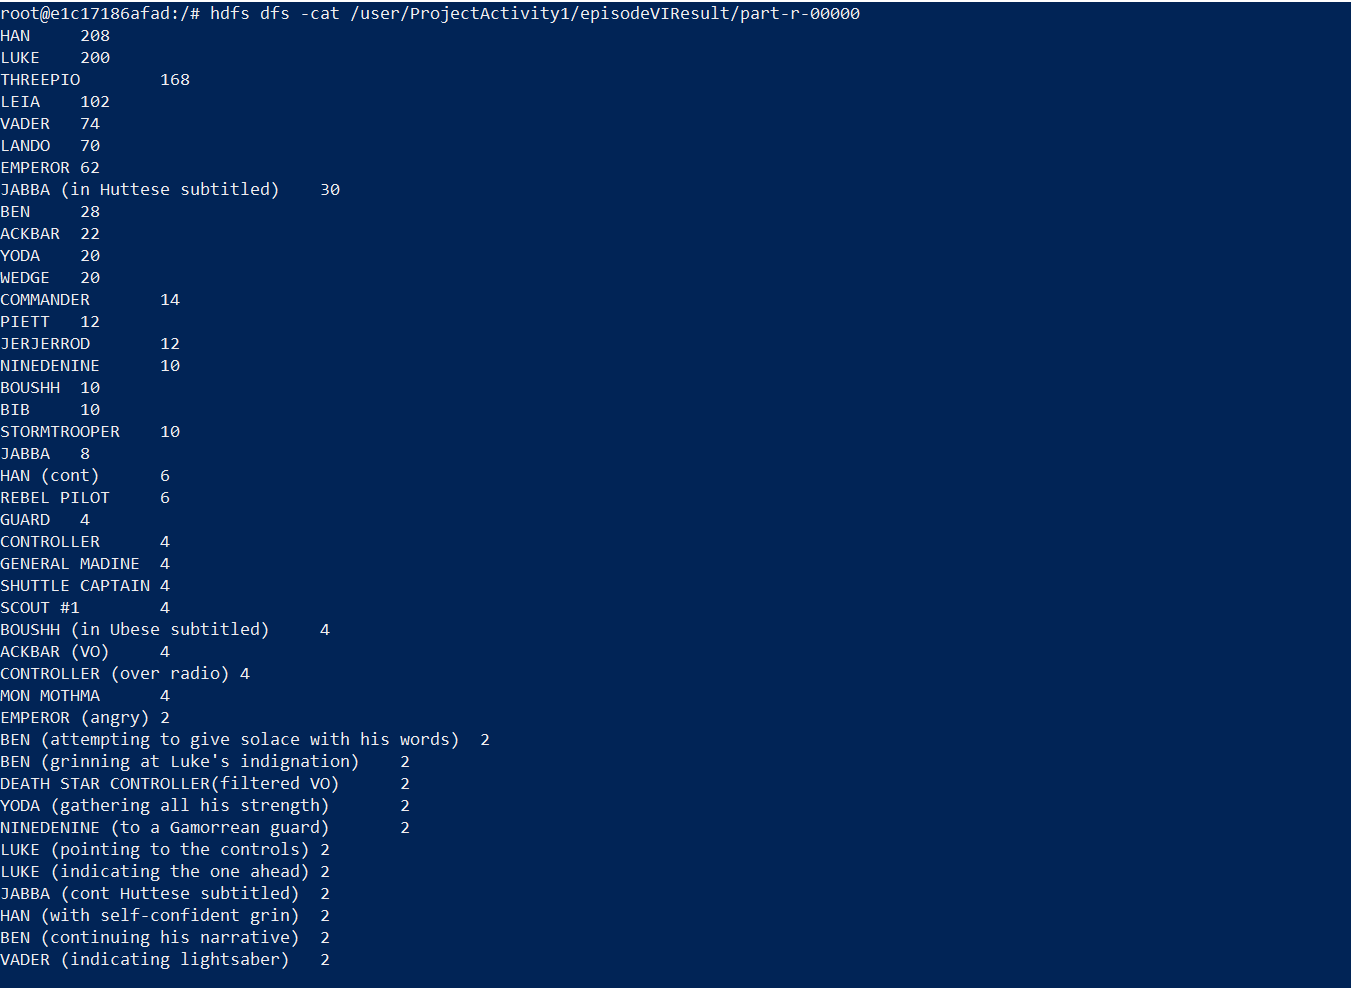 root@e1c17186afad:/# hdfs dfs -cat /user/ProjectActivity1/episodeVIResult/part-r-00000
HAN     208
LUKE    200
THREEPIO        168
LEIA    102
VADER   74
LANDO   70
EMPEROR 62
JABBA (in Huttese subtitled)    30
BEN     28
ACKBAR  22
YODA    20
WEDGE   20
COMMANDER       14
PIETT   12
JERJERROD       12
NINEDENINE      10
BOUSHH  10
BIB     10
STORMTROOPER    10
JABBA   8
HAN (cont)      6
REBEL PILOT     6
GUARD   4
CONTROLLER      4
GENERAL MADINE  4
SHUTTLE CAPTAIN 4
SCOUT #1        4
BOUSHH (in Ubese subtitled)     4
ACKBAR (VO)     4
CONTROLLER (over radio) 4
MON MOTHMA      4
EMPEROR (angry) 2
BEN (attempting to give solace with his words)  2
BEN (grinning at Luke's indignation)    2
DEATH STAR CONTROLLER(filtered VO)      2
YODA (gathering all his strength)       2
NINEDENINE (to a Gamorrean guard)       2
LUKE (pointing to the controls) 2
LUKE (indicating the one ahead) 2
JABBA (cont Huttese subtitled)  2
HAN (with self-confident grin)  2
BEN (continuing his narrative)  2
VADER (indicating lightsaber)   2